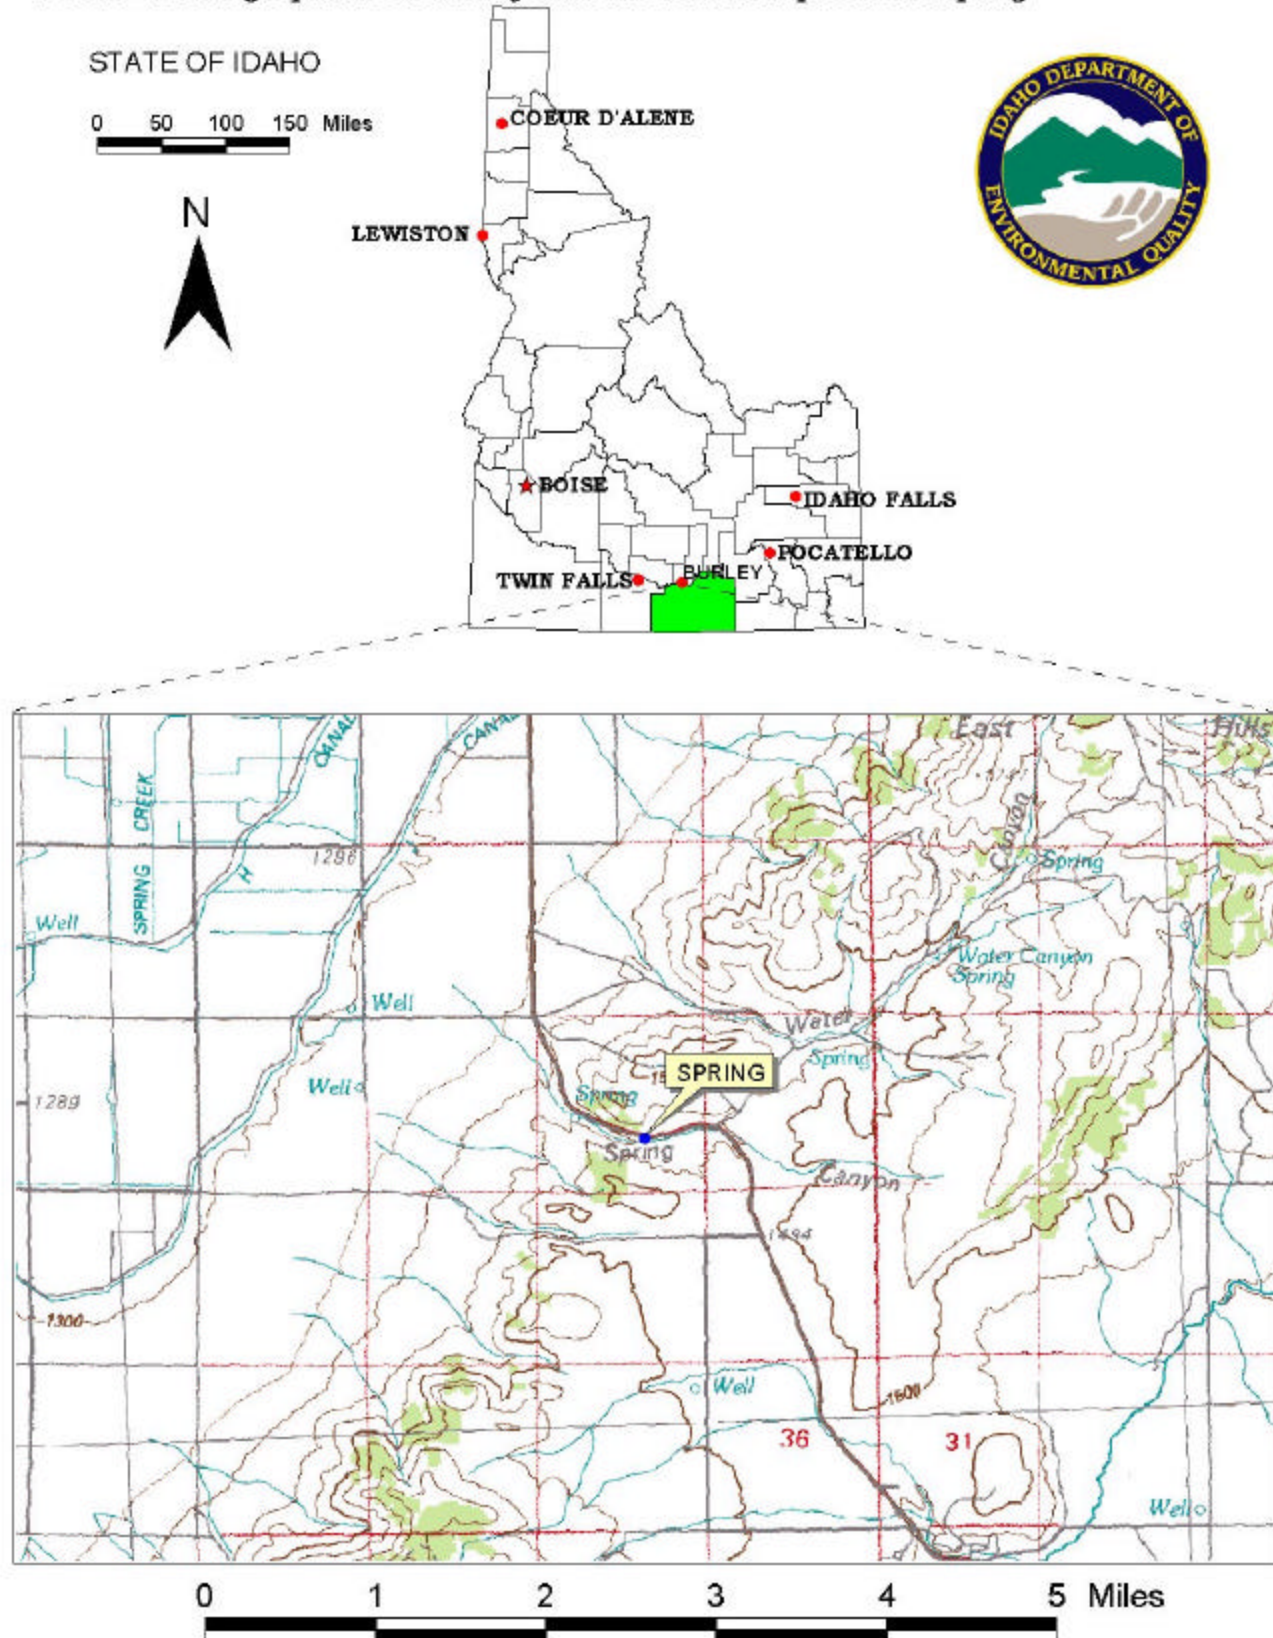 STATE OF IDAHO
0 50 100 150 Miles
N
COEUR D'ALENE
LEWISTON
BOISE
IDAHO FALLS
POCATELLO
TWIN FALLS
BURLEY
IDAHO DEPARTMENT OF
ENVIRONMENTAL QUALITY
CANAL
CANAL
East Hills
SPRING CREEK
1286
H
Canyon
Spring
Well
Water Canyon
Spring
Well
Water
Spring
SPRING
Well
Spring
1289
Spring
Canyon
1494
1300
Well
1600
36
31
Well
0 1 2 3 4 5 Miles